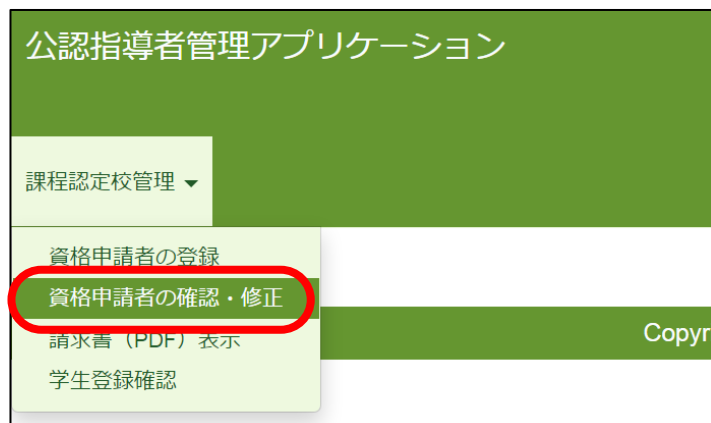 公認指導者管理アプリケーション
課程認定校管理
資格申請者の登録
資格申請者の確認・修正
請求書（PDF）表示
Copyr
学生登録確認